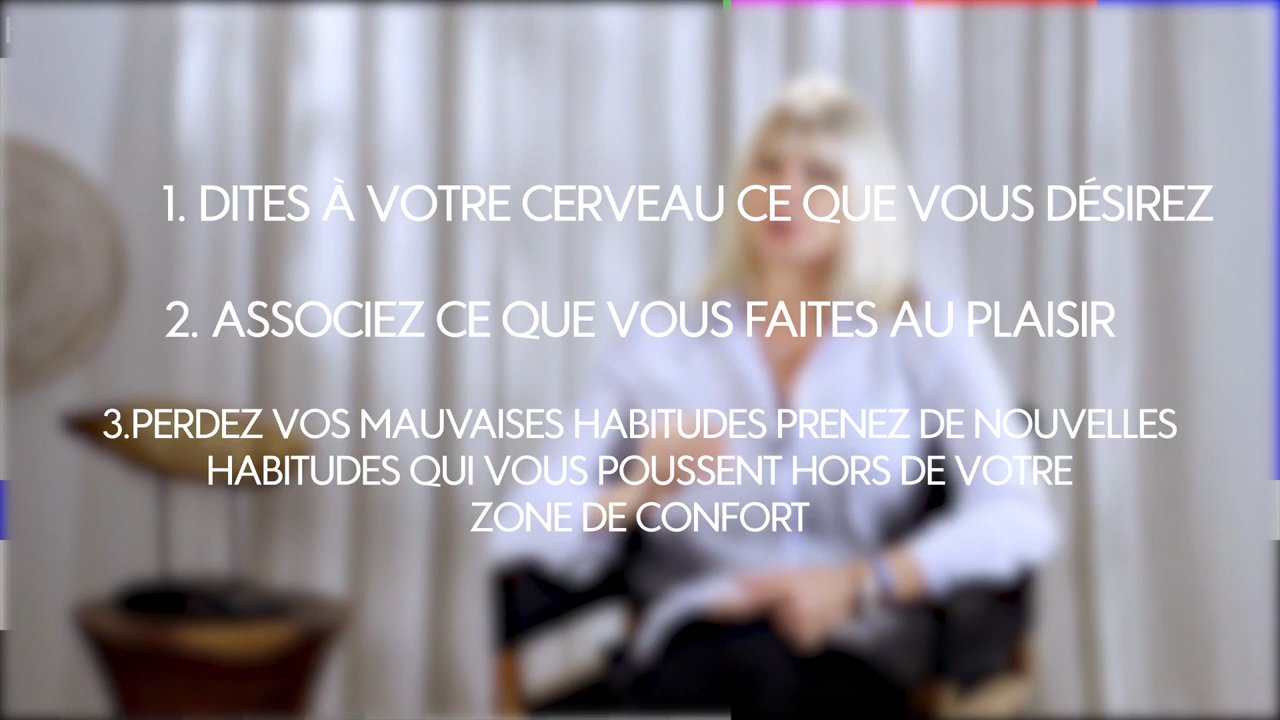 1. DITES À VOTRE CERVEAU CE QUE VOUS DÉSIREZ
2. ASSOCIEZ CE QUE VOUS FAITES AU PLAISIR
3.PERDEZ VOS MAUVAISES HABITUDES PRENEZ DE NOUVELLES
HABITUDES QUI VOUS POUSSENT HORS DE VOTRE
ZONE DE CONFORT